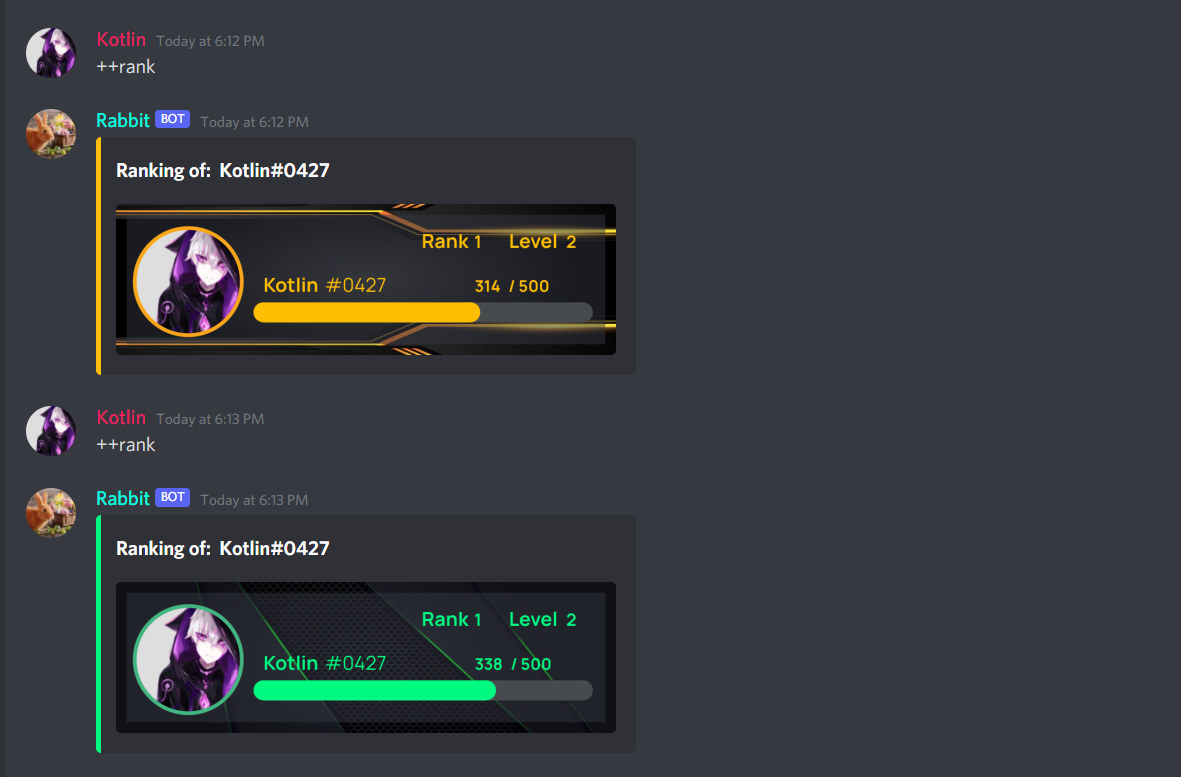 Kotlin Today at 6:12 PM
++rank
Rabbit BOT Today at 6:12 PM
Ranking of: Kotlin#0427
Rank 1 Level 2
Kotlin #0427 314 / 500
Kotlin Today at 6:13 PM
++rank
Rabbit BOT Today at 6:13 PM
Ranking of: Kotlin#0427
Rank 1 Level 2
Kotlin #0427 338 / 500